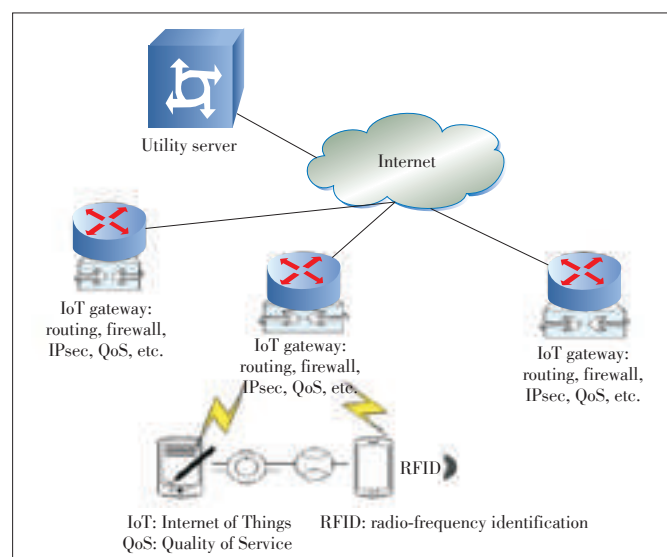 Utility server
Internet
IoT gateway:
routing, firewall,
IPsec, QoS, etc.
IoT gateway:
routing, firewall,
IPsec, QoS, etc.
IoT gateway:
routing, firewall,
IPsec, QoS, etc.
RFID
IoT: Internet of Things
RFID: radio-frequency identification
QoS: Quality of Service